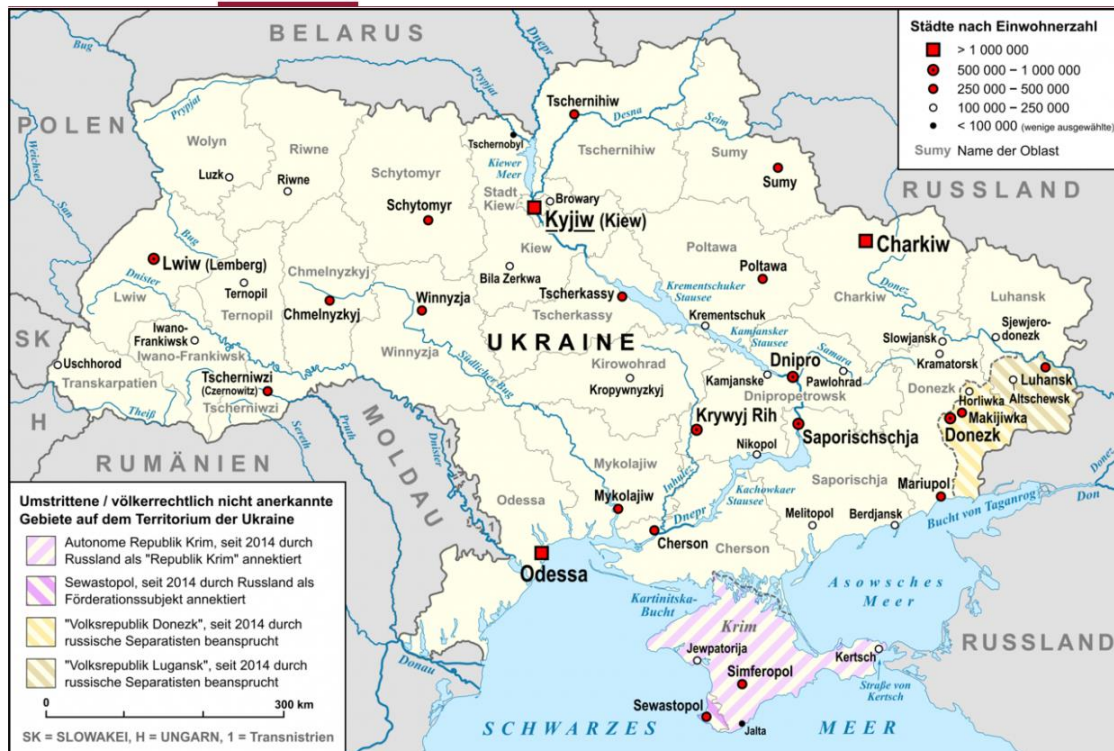 BELARUS
POLEN
RUSSLAND
SK
H
RUMÄNIEN
MOLDAU
UKRAINE
RUSSLAND
SCHWARZES MEER
Städte nach Einwohnerzahl
> 1 000 000
500 000 – 1 000 000
250 000 – 500 000
100 000 – 250 000
< 100 000 (wenige ausgewählte)
Sumy Name der Oblast
Bug
Weichsel
San
Prypjat
Prypjat
Dnepr
Desna
Seim
Tschernihiw
Tschernobyl
Kiewer
Meer
Tschernihiw
Sumy
Sumy
Wolyn
Riwne
Luzk
Riwne
Schytomyr
Schytomyr
Stadt
Kiew
Browary
Kyjiw (Kiew)
Kiew
Bila Zerkwa
Charkiw
Charkiw
Poltawa
Poltawa
Bug
Lwiw (Lemberg)
Dnister
Lwiw
Ternopil
Ternopil
Chmelnyzkyj
Chmelnyzkyj
Winnyzja
Winnyzja
Tscherkassy
Tscherkassy
Krementschuker
Stausee
Krementschuk
Kamjansker
Stausee
Donez
Luhansk
Sjewjero-
donezk
Slowjansk
Kramatorsk
Iwano-
Frankiwsk
Iwano-Frankiwsk
Uschhorod
Transkarpatien
Theiß
Tscherniwzi
(Czernowitz)
Tscherniwzi
Sereth
Pruth
Dnister
1
1
Südlicher Bug
Kirowohrad
Kropywnyzkyj
Dnipro
Samara
Kamjanske
Pawlohrad
Dnipropetrowsk
Donezk
Horliwka
Luhansk
Altschewsk
Makijiwka
Donezk
Krywyj Rih
Saporischschja
Nikopol
Inhulez
Kachowkaer
Stausee
Saporischja
Mykolajiw
Mykolajiw
Odessa
Odessa
Dnepr
Cherson
Cherson
Melitopol
Berdjansk
Mariupol
Bucht von Taganrog
Don
Donez
Asowsches
Meer
Kartinitska-
Bucht
Krim
Jewpatorija
Simferopol
Sewastopol
Jalta
Kertsch
Straße von
Kertsch
Donau
Umstrittene / völkerrechtlich nicht anerkannte
Gebiete auf dem Territorium der Ukraine
Autonome Republik Krim, seit 2014 durch
Russland als "Republik Krim" annektiert
Sewastopol, seit 2014 durch Russland als
Förderationssubjekt annektiert
"Volksrepublik Donezk", seit 2014 durch
russische Separatisten beansprucht
"Volksrepublik Lugansk", seit 2014 durch
russische Separatisten beansprucht
0 300 km
SK = SLOWAKEI, H = UNGARN, 1 = Transnistrien